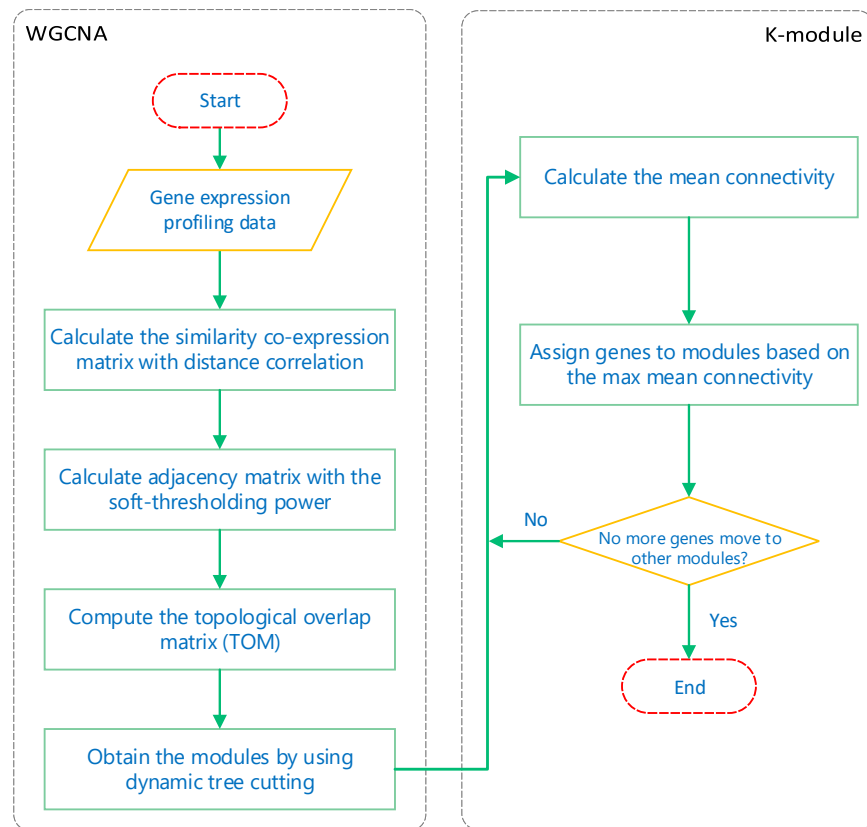 WGCNA
Start
Gene expression
profiling data
Calculate the similarity co-expression
matrix with distance correlation
Calculate adjacency matrix with the
soft-thresholding power
Compute the topological overlap
matrix (TOM)
Obtain the modules by using
dynamic tree cutting
K-module
Calculate the mean connectivity
Assign genes to modules based on
the max mean connectivity
No more genes move to
other modules?
No
Yes
End